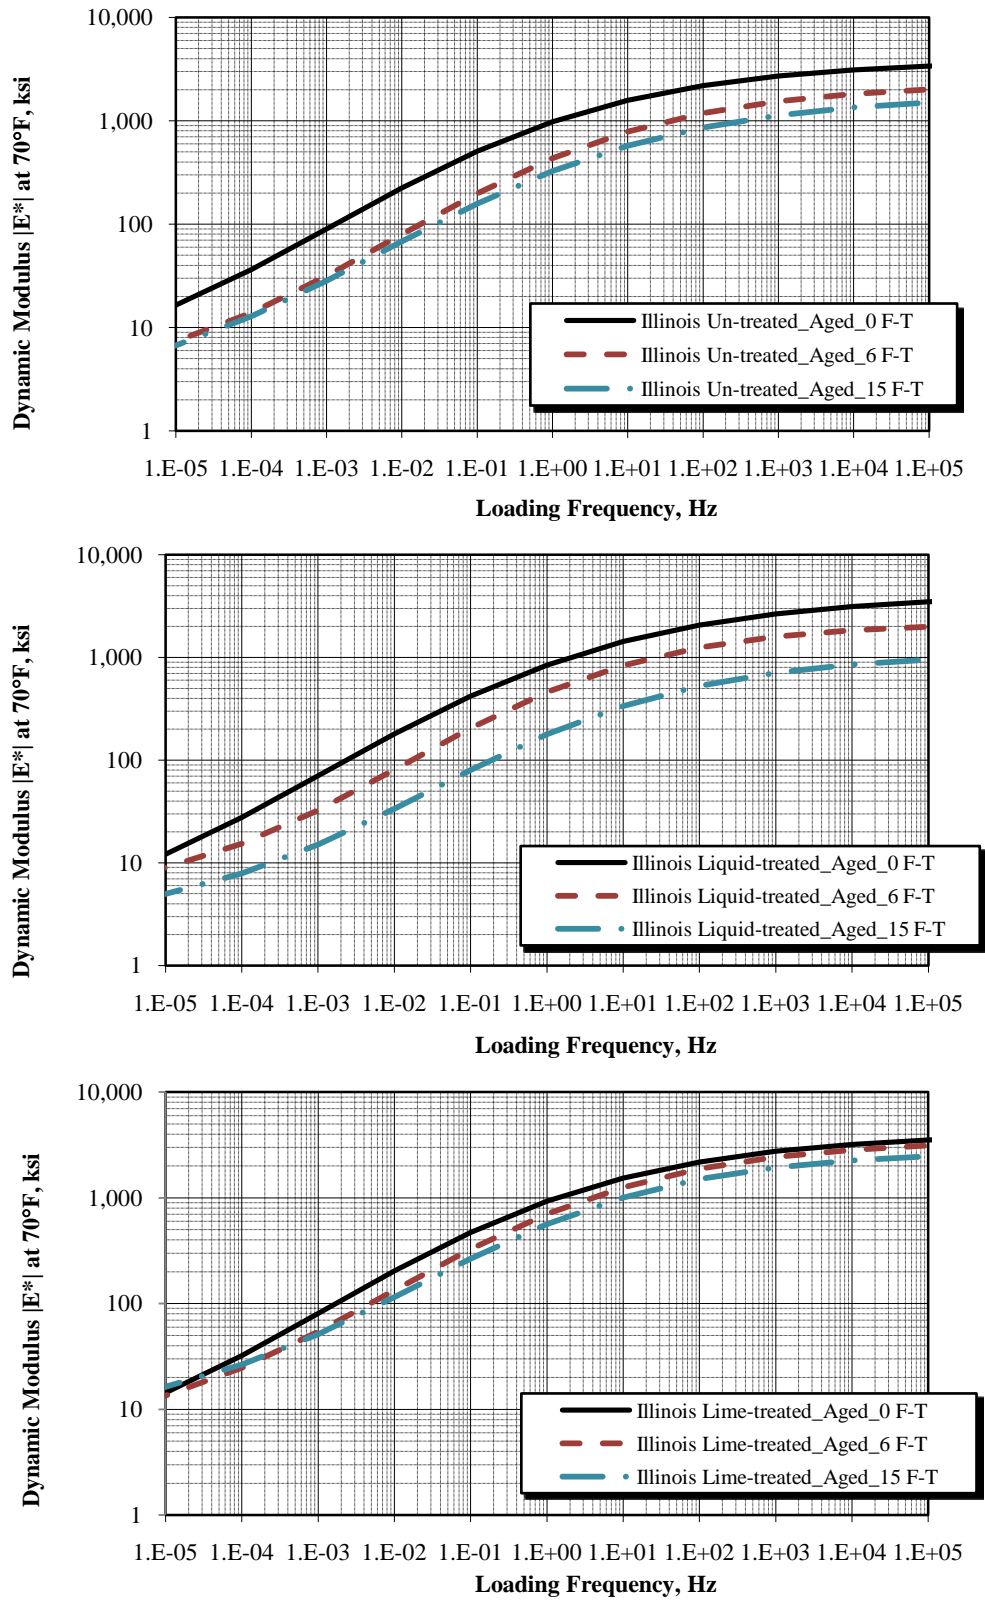 10,000
1,000
100
10
1
Dynamic Modulus |E*| at 70°F, ksi
Illinois Un-treated_Aged_0 F-T
Illinois Un-treated_Aged_6 F-T
Illinois Un-treated_Aged_15 F-T
1.E-05 1.E-04 1.E-03 1.E-02 1.E-01 1.E+00 1.E+01 1.E+02 1.E+03 1.E+04 1.E+05
Loading Frequency, Hz
10,000
1,000
100
10
1
Dynamic Modulus |E*| at 70°F, ksi
Illinois Liquid-treated_Aged_0 F-T
Illinois Liquid-treated_Aged_6 F-T
Illinois Liquid-treated_Aged_15 F-T
1.E-05 1.E-04 1.E-03 1.E-02 1.E-01 1.E+00 1.E+01 1.E+02 1.E+03 1.E+04 1.E+05
Loading Frequency, Hz
10,000
1,000
100
10
1
Dynamic Modulus |E*| at 70°F, ksi
Illinois Lime-treated_Aged_0 F-T
Illinois Lime-treated_Aged_6 F-T
Illinois Lime-treated_Aged_15 F-T
1.E-05 1.E-04 1.E-03 1.E-02 1.E-01 1.E+00 1.E+01 1.E+02 1.E+03 1.E+04 1.E+05
Loading Frequency, Hz